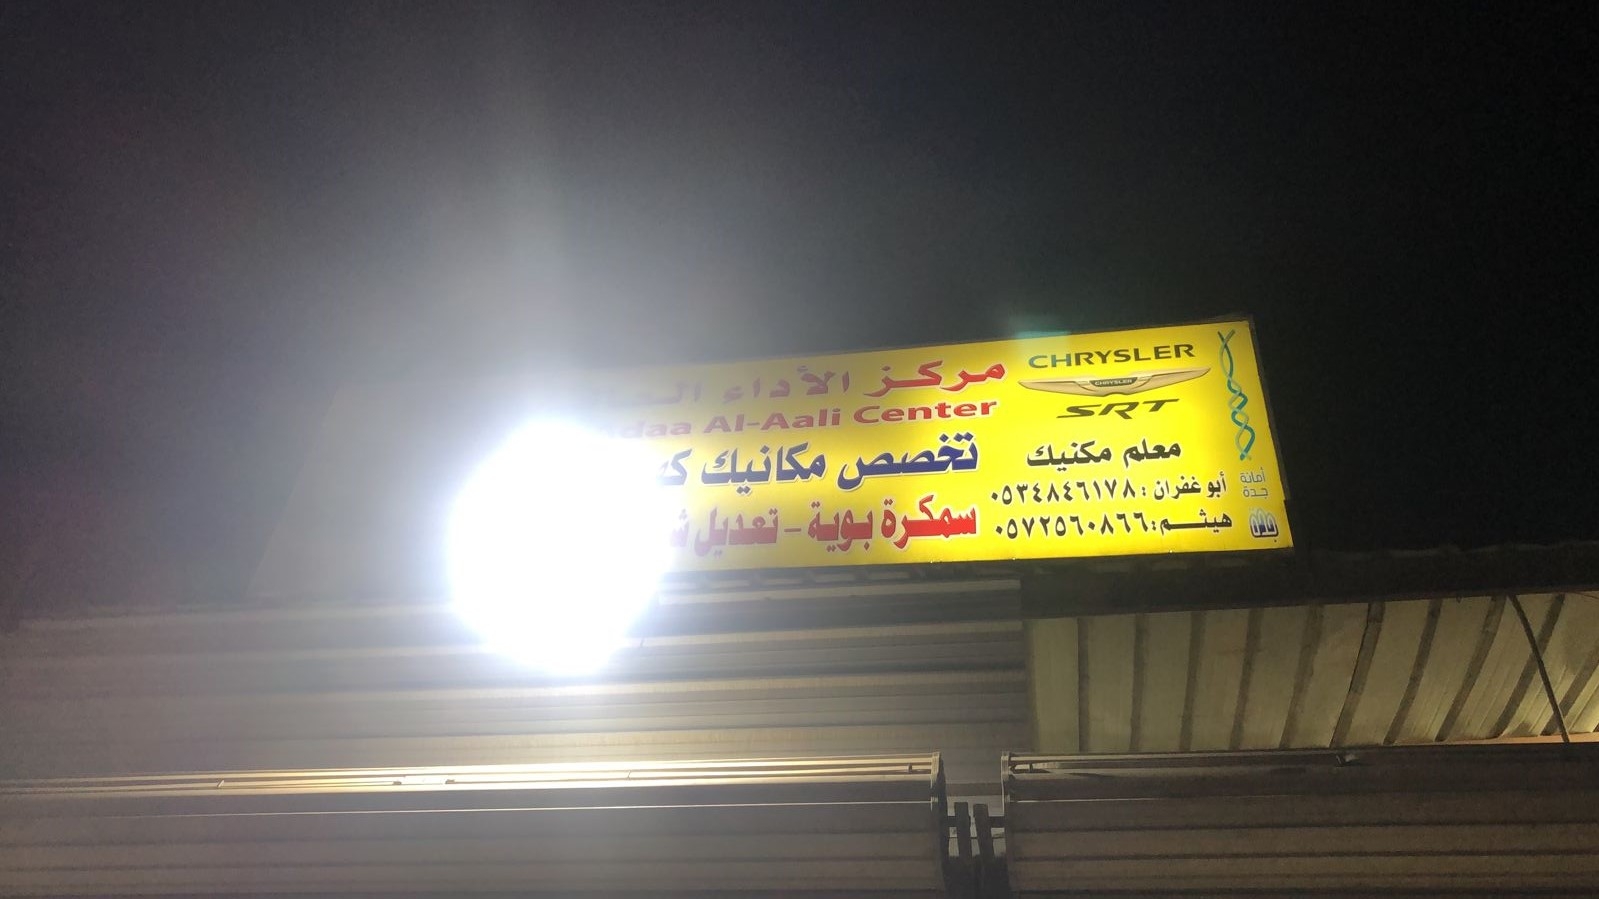 مركز الأداء
Al-Aali Center
تخصص مكانيك
سمكرة بوية - تعديل
CHRYSLER
CHRYSLER
SRT
معلم مكنيك
أبو غفران : ٠٥٣٤٨٤٦١٧٨
هيثم : ٠٥٧٢٥٦٠٨٦٦
أمانة
جدة